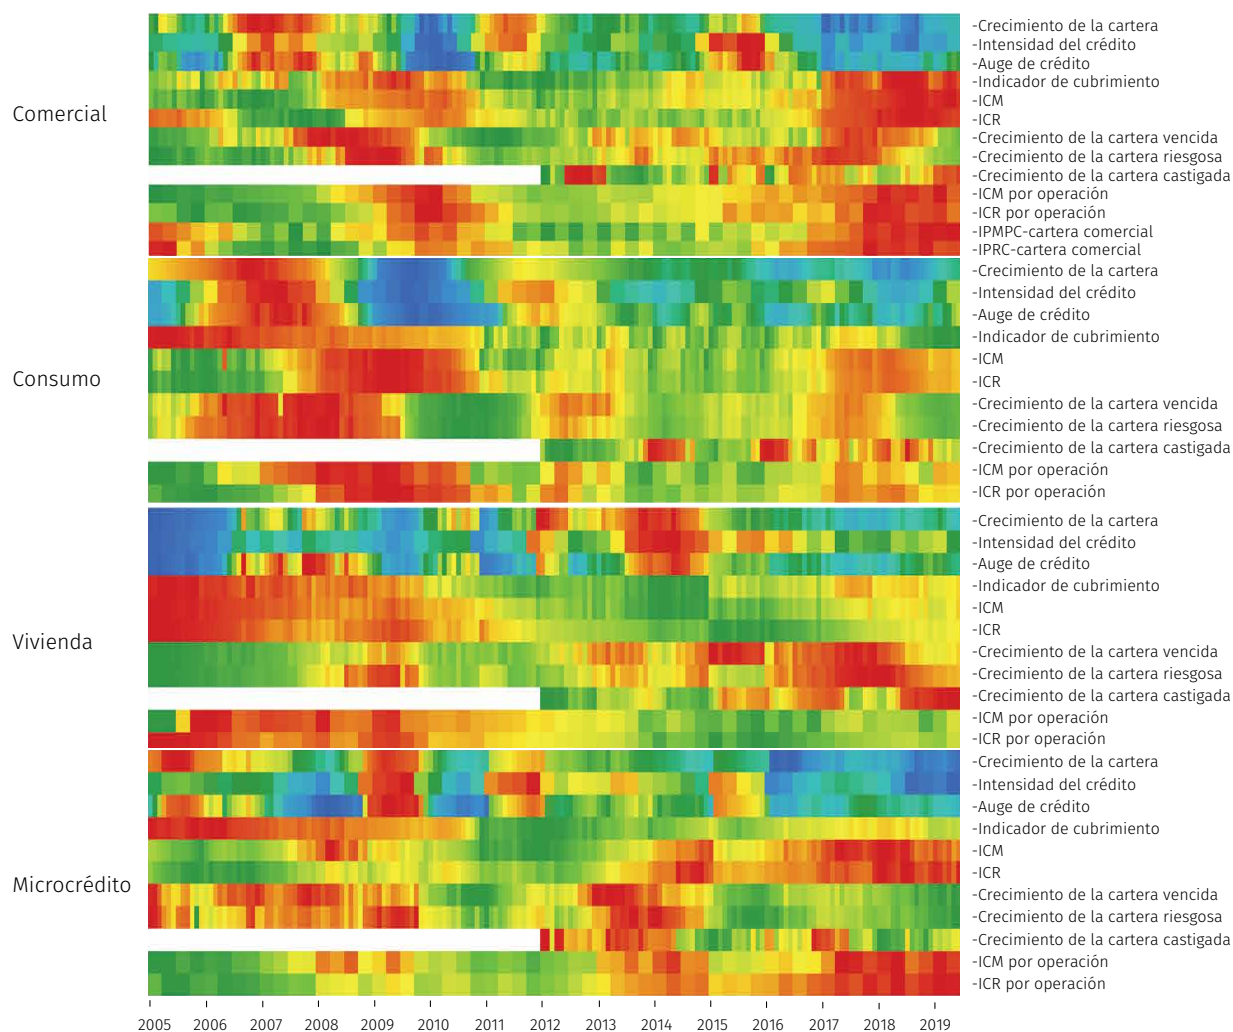 Comercial
-Crecimiento de la cartera
-Intensidad del crédito
-Auge de crédito
-Indicador de cubrimiento
-ICM
-ICR
-Crecimiento de la cartera vencida
-Crecimiento de la cartera riesgosa
-Crecimiento de la cartera castigada
-ICM por operación
-ICR por operación
-IPMPC-cartera comercial
-IPRC-cartera comercial
Consumo
-Crecimiento de la cartera
-Intensidad del crédito
-Auge de crédito
-Indicador de cubrimiento
-ICM
-ICR
-Crecimiento de la cartera vencida
-Crecimiento de la cartera riesgosa
-Crecimiento de la cartera castigada
-ICM por operación
-ICR por operación
Vivienda
-Crecimiento de la cartera
-Intensidad del crédito
-Auge de crédito
-Indicador de cubrimiento
-ICM
-ICR
-Crecimiento de la cartera vencida
-Crecimiento de la cartera riesgosa
-Crecimiento de la cartera castigada
-ICM por operación
-ICR por operación
Microcrédito
-Crecimiento de la cartera
-Intensidad del crédito
-Auge de crédito
-Indicador de cubrimiento
-ICM
-ICR
-Crecimiento de la cartera vencida
-Crecimiento de la cartera riesgosa
-Crecimiento de la cartera castigada
-ICM por operación
-ICR por operación
2005 2006 2007 2008 2009 2010 2011 2012 2013 2014 2015 2016 2017 2018 2019